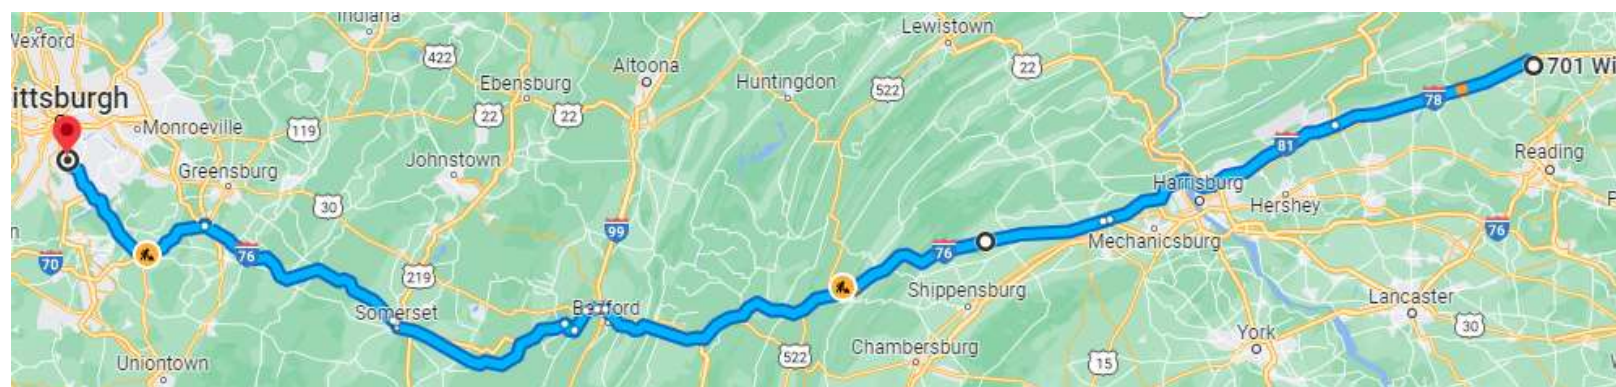 Indiana
Wexford
422
Lewistown
22
Altoona
Ebensburg
Huntingdon
522
701 Wi
ittsburgh
78
22
22
Monroeville
119
81
Reading
Johnstown
Greensburg
30
Harrisburg
Hershey
99
76
Mechanicsburg
76
76
70
219
Shippensburg
Somerset
Bedford
Lancaster
30
York
Uniontown
522
Chambersburg
15